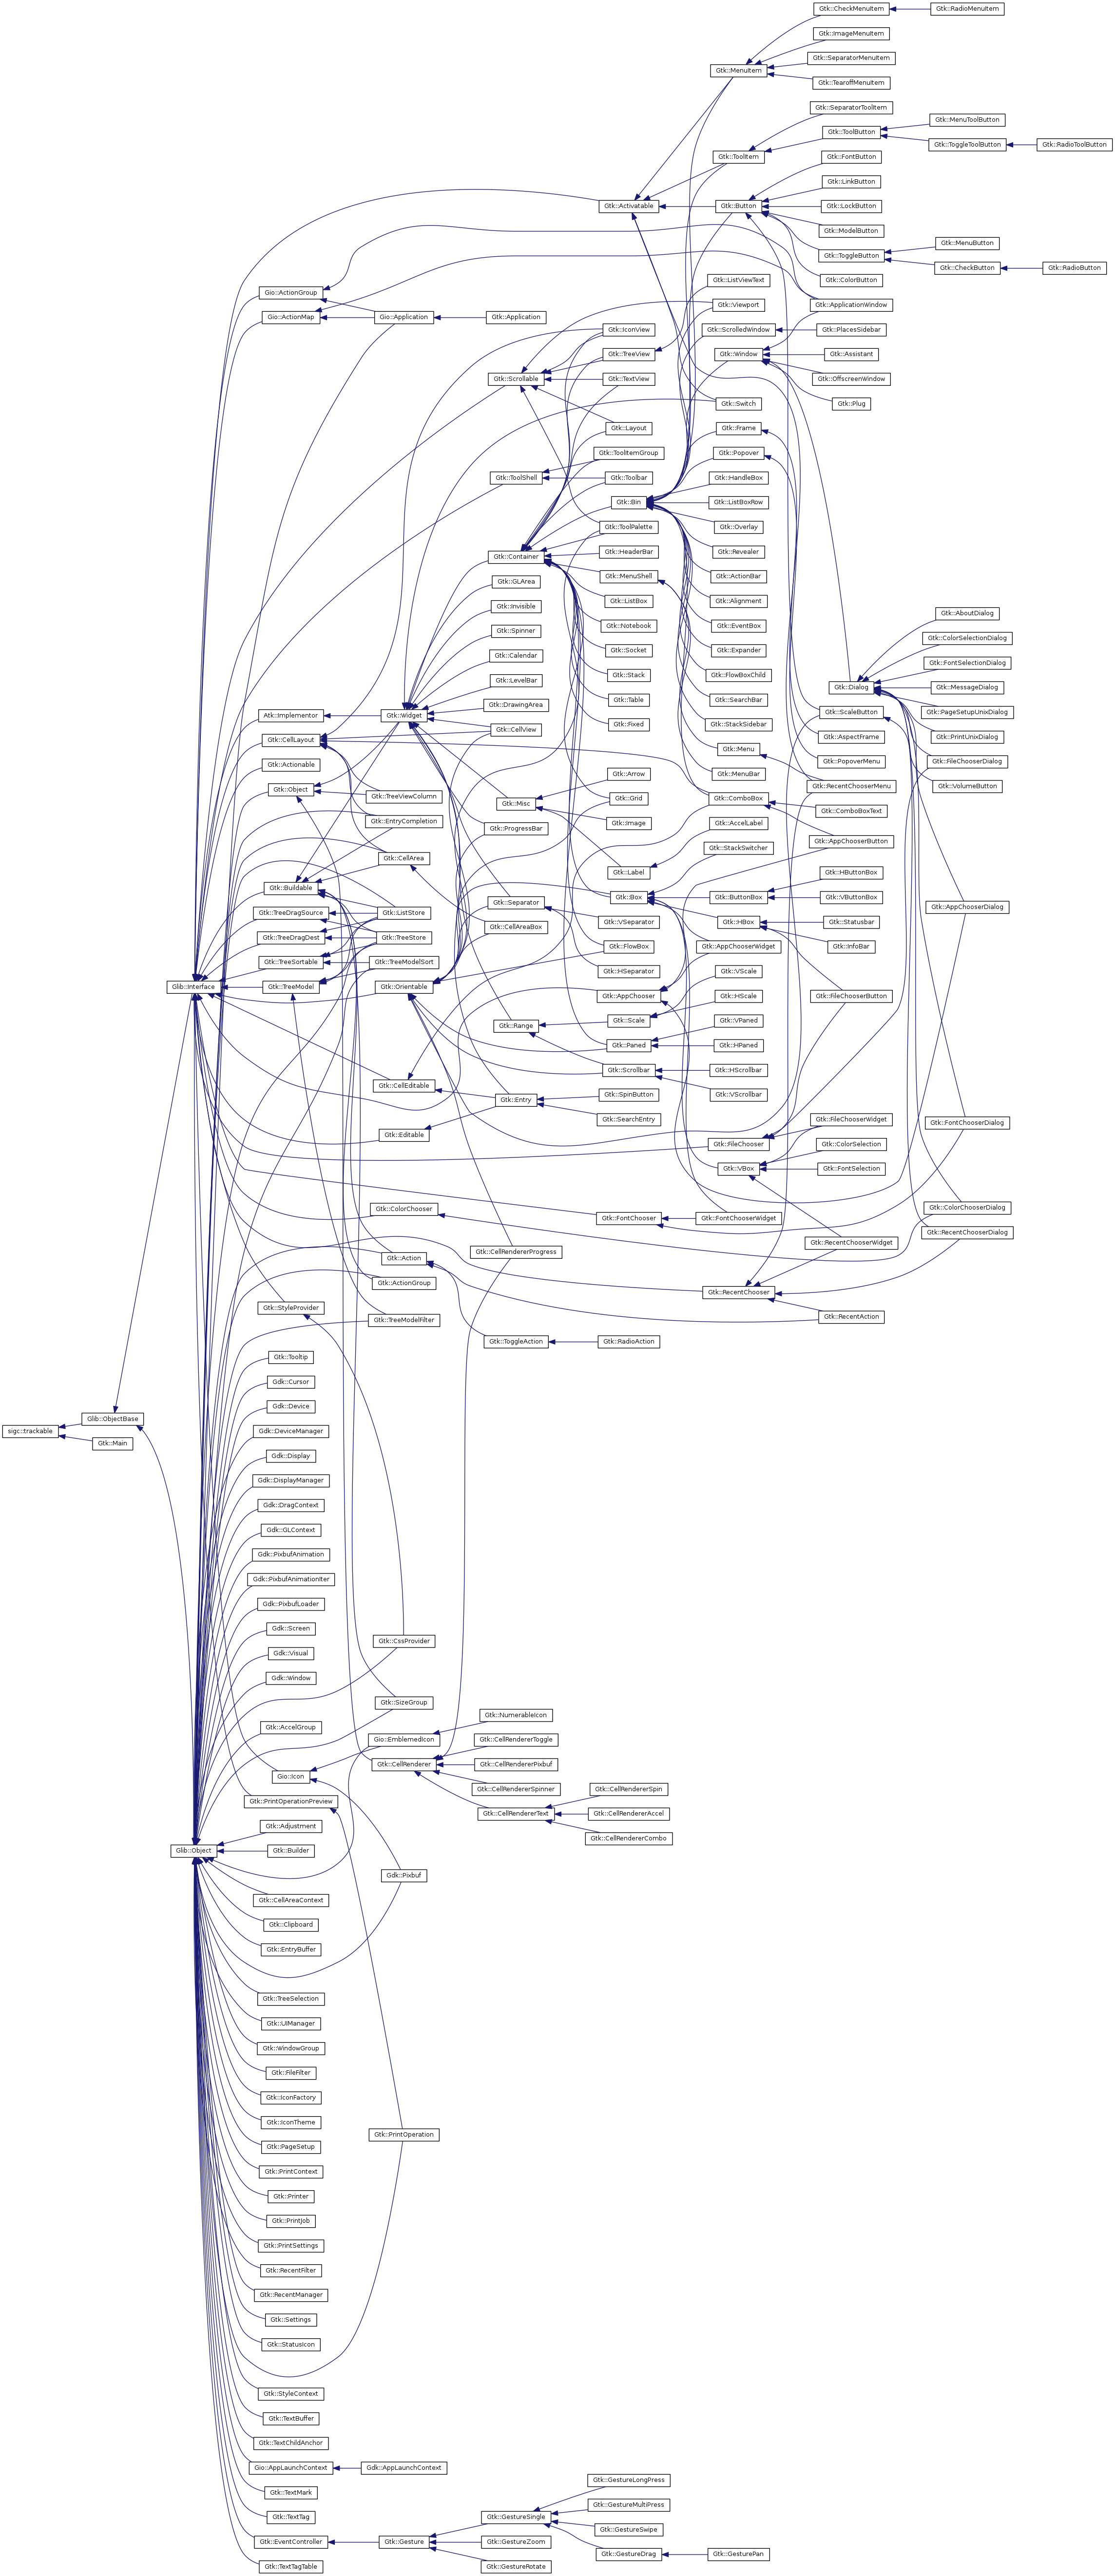 Gtk::CheckMenuItem
Gtk::RadioMenuItem
Gtk::ImageMenuItem
Gtk::SeparatorMenuItem
Gtk::MenuItem
Gtk::TearoffMenuItem
Gtk::SeparatorToolItem
Gtk::MenuToolButton
Gtk::ToolButton
Gtk::ToggleToolButton
Gtk::RadioToolButton
Gtk::ToolItem
Gtk::FontButton
Gtk::LinkButton
Gtk::Activatable
Gtk::Button
Gtk::LockButton
Gtk::ModelButton
Gtk::MenuButton
Gtk::ToggleButton
Gtk::CheckButton
Gtk::RadioButton
Gtk::ListViewText
Gtk::ColorButton
Gio::ActionGroup
Gtk::Viewport
Gtk::ApplicationWindow
Gio::ActionMap
Gio::Application
Gtk::Application
Gtk::IconView
Gtk::ScrolledWindow
Gtk::PlacesSidebar
Gtk::TreeView
Gtk::Window
Gtk::Assistant
Gtk::Scrollable
Gtk::TextView
Gtk::OffscreenWindow
Gtk::Switch
Gtk::Plug
Gtk::Layout
Gtk::Frame
Gtk::ToolItemGroup
Gtk::Popover
Gtk::ToolShell
Gtk::Toolbar
Gtk::HandleBox
Gtk::Bin
Gtk::ListBoxRow
Gtk::ToolPalette
Gtk::Overlay
Gtk::Container
Gtk::HeaderBar
Gtk::Revealer
Gtk::GLArea
Gtk::MenuShell
Gtk::ActionBar
Gtk::Invisible
Gtk::ListBox
Gtk::Alignment
Gtk::AboutDialog
Gtk::Spinner
Gtk::Notebook
Gtk::EventBox
Gtk::ColorSelectionDialog
Gtk::Calendar
Gtk::Socket
Gtk::Expander
Gtk::FontSelectionDialog
Gtk::LevelBar
Gtk::Stack
Gtk::FlowBoxChild
Gtk::Dialog
Gtk::MessageDialog
Gtk::DrawingArea
Gtk::Table
Gtk::SearchBar
Gtk::ScaleButton
Gtk::PageSetupUnixDialog
Atk::Implementor
Gtk::Widget
Gtk::CellView
Gtk::Fixed
Gtk::StackSidebar
Gtk::AspectFrame
Gtk::PrintUnixDialog
Gtk::CellLayout
Gtk::Menu
Gtk::PopoverMenu
Gtk::FileChooserDialog
Gtk::Actionable
Gtk::Arrow
Gtk::MenuBar
Gtk::RecentChooserMenu
Gtk::VolumeButton
Gtk::Object
Gtk::TreeViewColumn
Gtk::Misc
Gtk::Grid
Gtk::ComboBox
Gtk::ComboBoxText
Gtk::EntryCompletion
Gtk::ProgressBar
Gtk::Image
Gtk::AccelLabel
Gtk::AppChooserButton
Gtk::CellArea
Gtk::Label
Gtk::StackSwitcher
Gtk::HButtonBox
Gtk::Buildable
Gtk::Separator
Gtk::Box
Gtk::ButtonBox
Gtk::VButtonBox
Gtk::TreeDragSource
Gtk::ListStore
Gtk::VSeparator
Gtk::HBox
Gtk::Statusbar
Gtk::AppChooserDialog
Gtk::TreeDragDest
Gtk::TreeStore
Gtk::CellAreaBox
Gtk::FlowBox
Gtk::AppChooserWidget
Gtk::InfoBar
Gtk::TreeSortable
Gtk::TreeModelSort
Gtk::HSeparator
Gtk::VScale
Glib::Interface
Gtk::TreeModel
Gtk::Orientable
Gtk::AppChooser
Gtk::HScale
Gtk::FileChooserButton
Gtk::Range
Gtk::Scale
Gtk::VPaned
Gtk::Paned
Gtk::HPaned
Gtk::Scrollbar
Gtk::HScrollbar
Gtk::CellEditable
Gtk::Entry
Gtk::SpinButton
Gtk::VScrollbar
Gtk::SearchEntry
Gtk::FileChooserWidget
Gtk::FontChooserDialog
Gtk::Editable
Gtk::FileChooser
Gtk::ColorSelection
Gtk::VBox
Gtk::FontSelection
Gtk::ColorChooser
Gtk::FontChooser
Gtk::FontChooserWidget
Gtk::ColorChooserDialog
Gtk::RecentChooserWidget
Gtk::RecentChooserDialog
Gtk::CellRendererProgress
Gtk::Action
Gtk::ActionGroup
Gtk::RecentChooser
Gtk::StyleProvider
Gtk::TreeModelFilter
Gtk::RecentAction
Gtk::ToggleAction
Gtk::RadioAction
Gtk::Tooltip
Gdk::Cursor
Gdk::Device
Glib::ObjectBase
sigc::trackable
Gdk::DeviceManager
Gtk::Main
Gdk::Display
Gdk::DisplayManager
Gdk::DragContext
Gdk::GLContext
Gdk::PixbufAnimation
Gdk::PixbufAnimationIter
Gdk::PixbufLoader
Gdk::Screen
Gtk::CssProvider
Gdk::Visual
Gdk::Window
Gtk::SizeGroup
Gtk::NumerableIcon
Gtk::AccelGroup
Gio::EmblemedIcon
Gtk::CellRendererToggle
Gtk::CellRenderer
Gtk::CellRendererPixbuf
Gio::Icon
Gtk::CellRendererSpinner
Gtk::CellRendererSpin
Gtk::PrintOperationPreview
Gtk::CellRendererText
Gtk::CellRendererAccel
Gtk::Adjustment
Gtk::CellRendererCombo
Glib::Object
Gtk::Builder
Gdk::Pixbuf
Gtk::CellAreaContext
Gtk::Clipboard
Gtk::EntryBuffer
Gtk::TreeSelection
Gtk::UIManager
Gtk::WindowGroup
Gtk::FileFilter
Gtk::IconFactory
Gtk::IconTheme
Gtk::PrintOperation
Gtk::PageSetup
Gtk::PrintContext
Gtk::Printer
Gtk::PrintJob
Gtk::PrintSettings
Gtk::RecentFilter
Gtk::RecentManager
Gtk::Settings
Gtk::StatusIcon
Gtk::StyleContext
Gtk::TextBuffer
Gtk::TextChildAnchor
Gio::AppLaunchContext
Gdk::AppLaunchContext
Gtk::TextMark
Gtk::GestureLongPress
Gtk::GestureMultiPress
Gtk::TextTag
Gtk::GestureSingle
Gtk::GestureSwipe
Gtk::EventController
Gtk::Gesture
Gtk::GestureZoom
Gtk::GestureDrag
Gtk::GesturePan
Gtk::TextTagTable
Gtk::GestureRotate